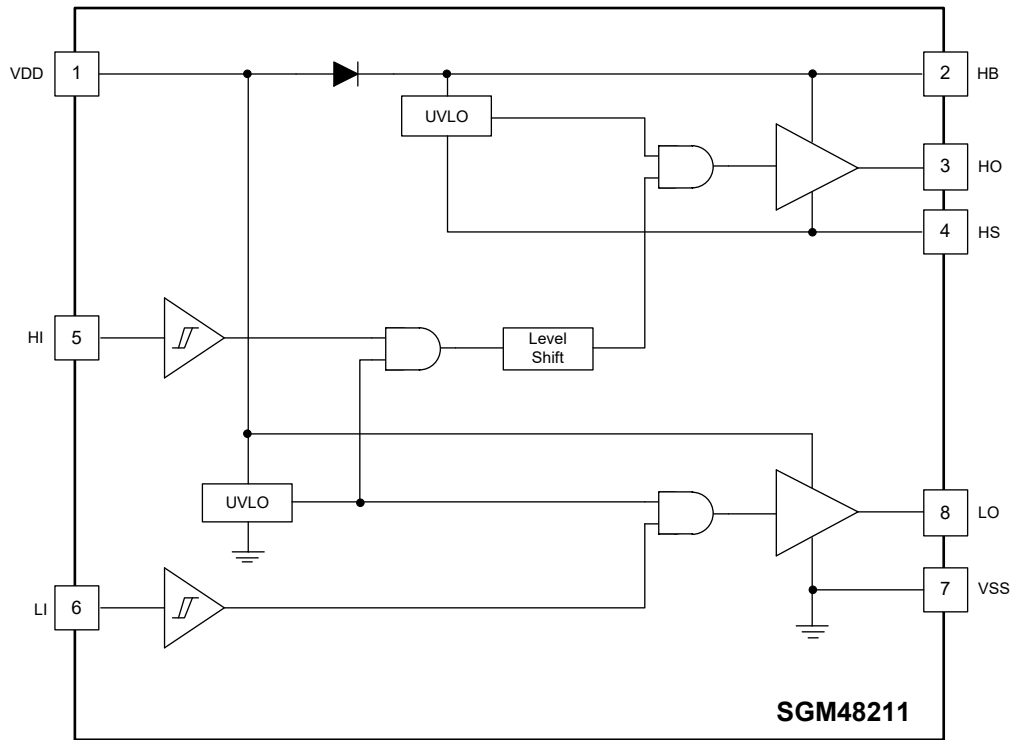 VDD 1
2 HB
UVLO
3 HO
4 HS
HI 5
Level
Shift
UVLO
8 LO
LI 6
7 VSS
SGM48211